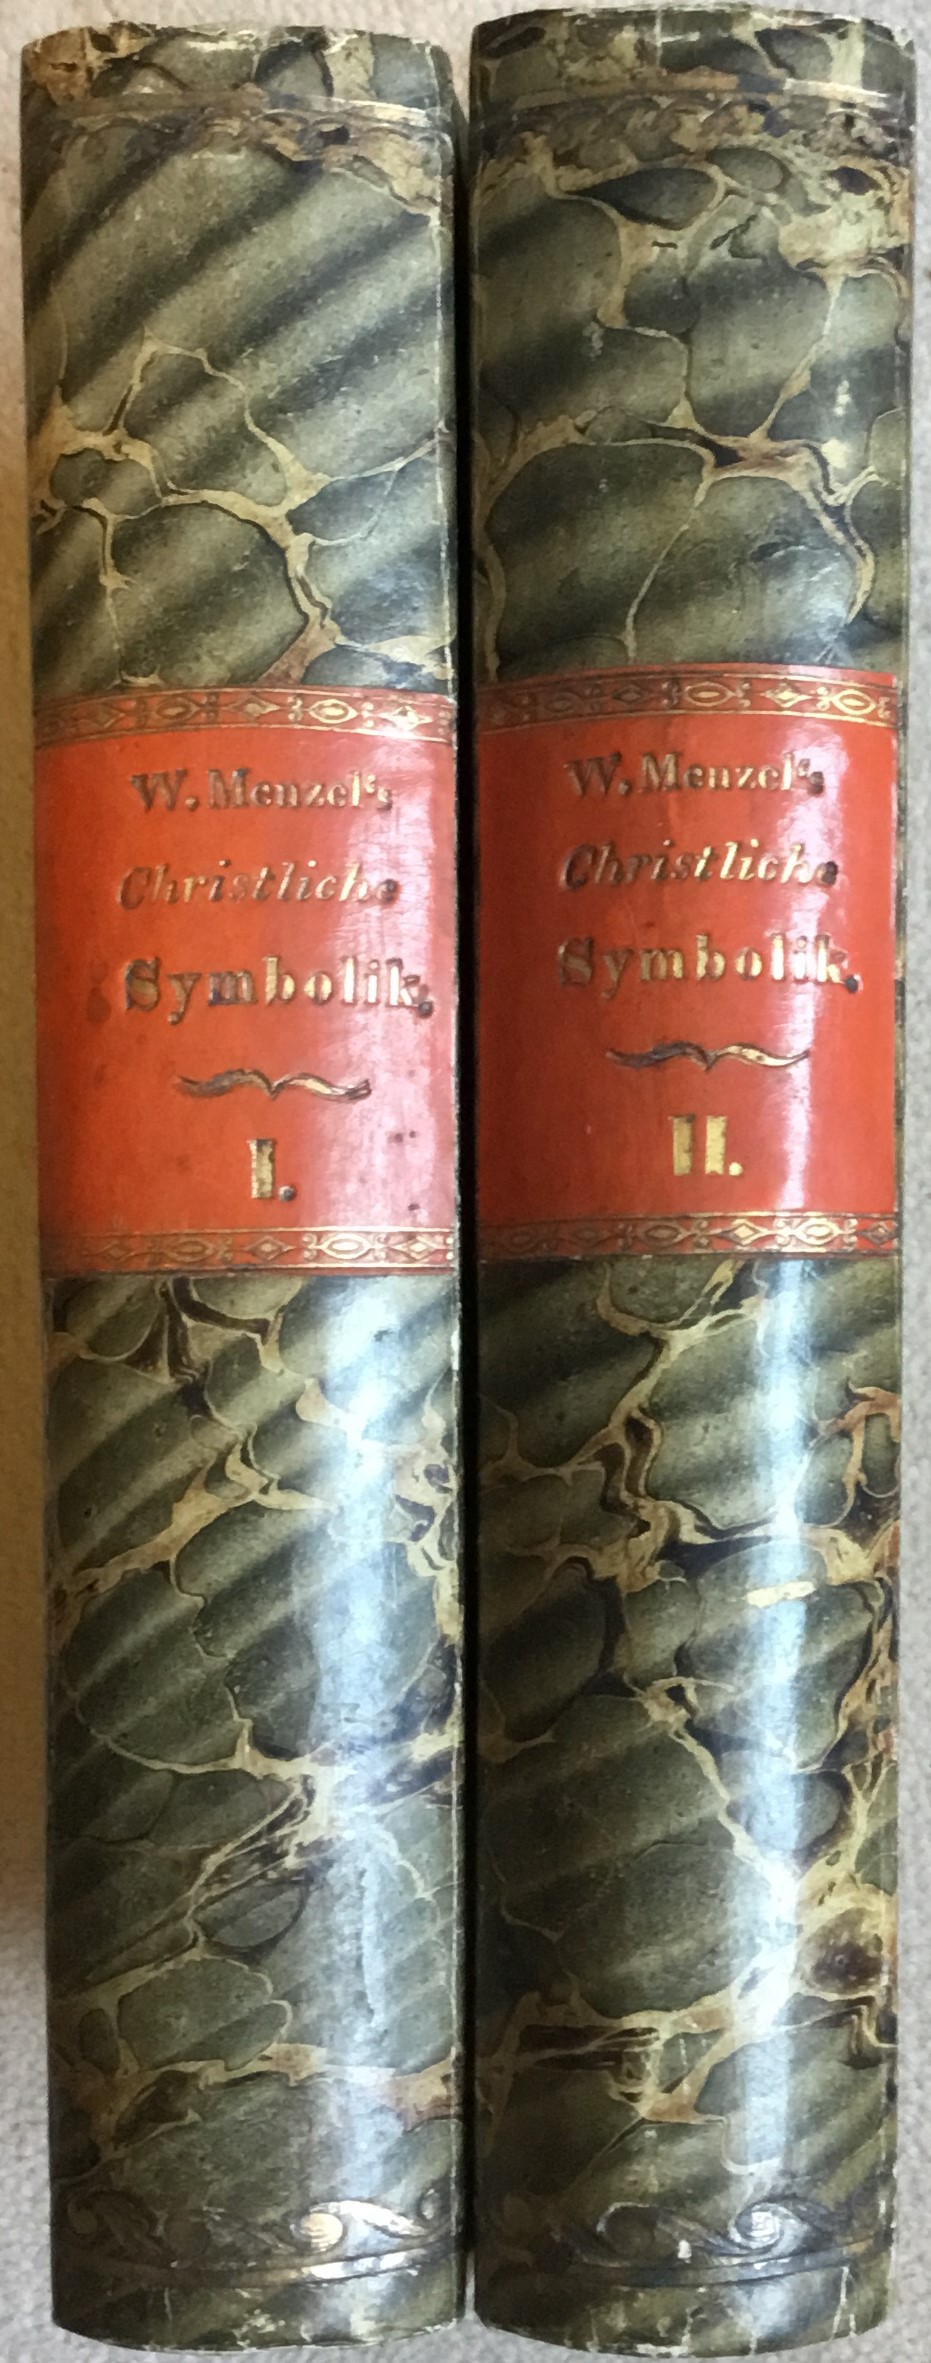 W. Menzel's
Christliche
Symbolik.
I.
W. Menzel's
Christliche
Symbolik.
II.